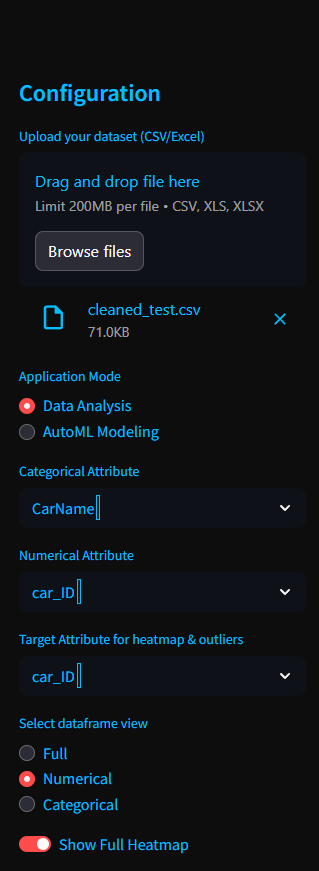 Configuration
Upload your dataset (CSV/Excel)
Drag and drop file here
Limit 200MB per file • CSV, XLS, XLSX
Browse files
cleaned_test.csv
71.0KB
Application Mode
Data Analysis
AutoML Modeling
Categorical Attribute
CarName
Numerical Attribute
car_ID
Target Attribute for heatmap & outliers
car_ID
Select dataframe view
Full
Numerical
Categorical
Show Full Heatmap